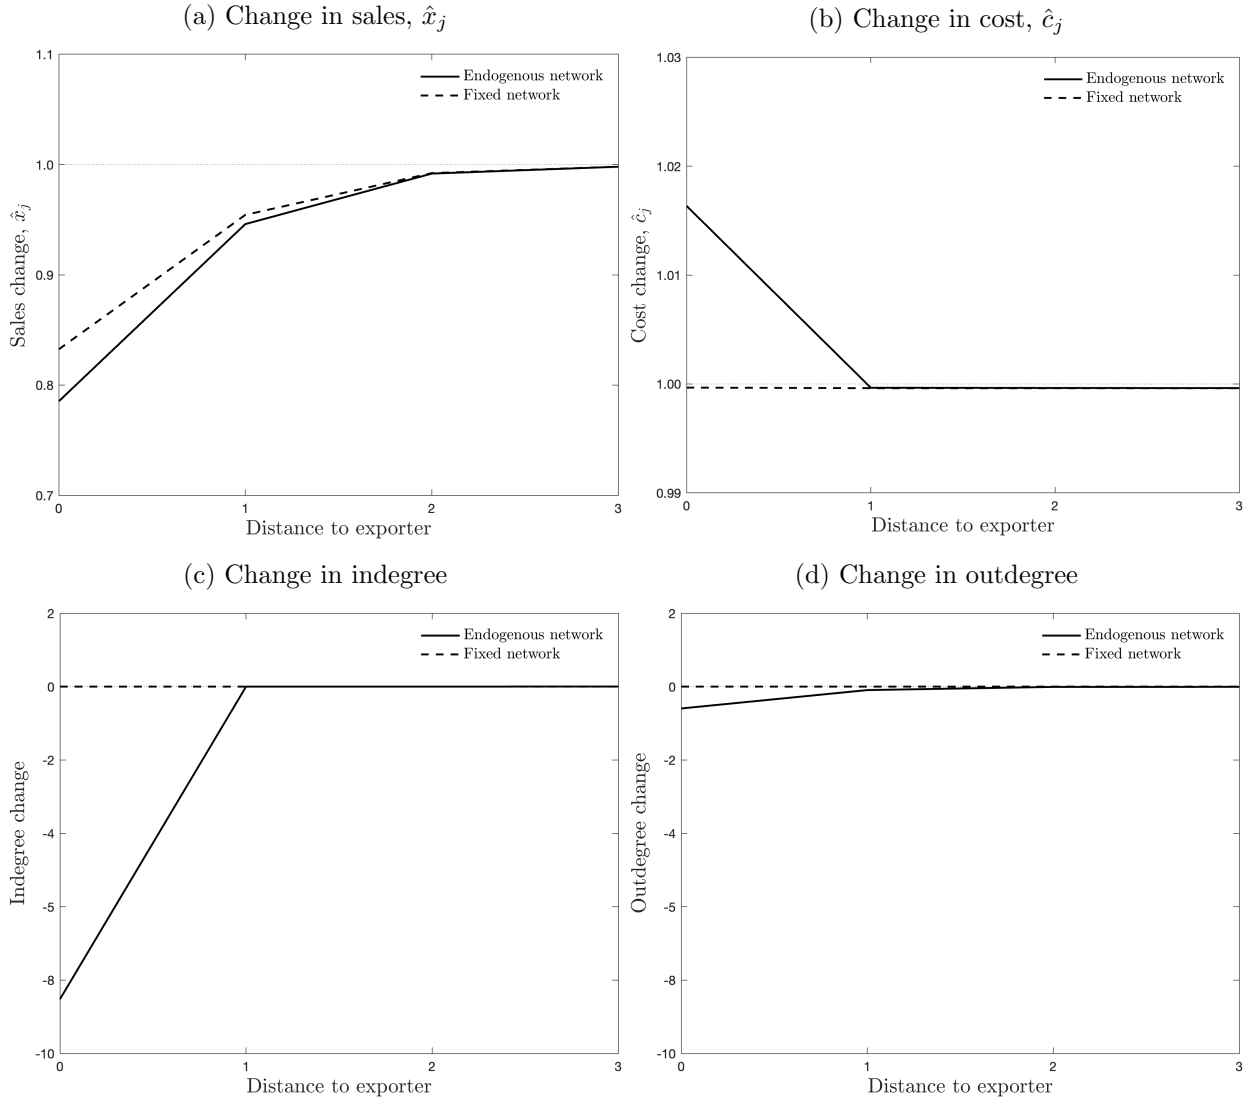 (a) Change in sales, x̂ⱼ
1.1
1.0
0.9
0.8
0.7
Sales change, x̂ⱼ
Endogenous network
Fixed network
0 1 2 3
Distance to exporter
(b) Change in cost, ĉⱼ
1.03
1.02
1.01
1.00
0.99
Cost change, ĉⱼ
Endogenous network
Fixed network
0 1 2 3
Distance to exporter
(c) Change in indegree
2
0
-2
-4
-5
-8
-10
Indegree change
Endogenous network
Fixed network
0 1 2 3
Distance to exporter
(d) Change in outdegree
2
0
-2
-4
-5
-8
-10
Outdegree change
Endogenous network
Fixed network
0 1 2 3
Distance to exporter